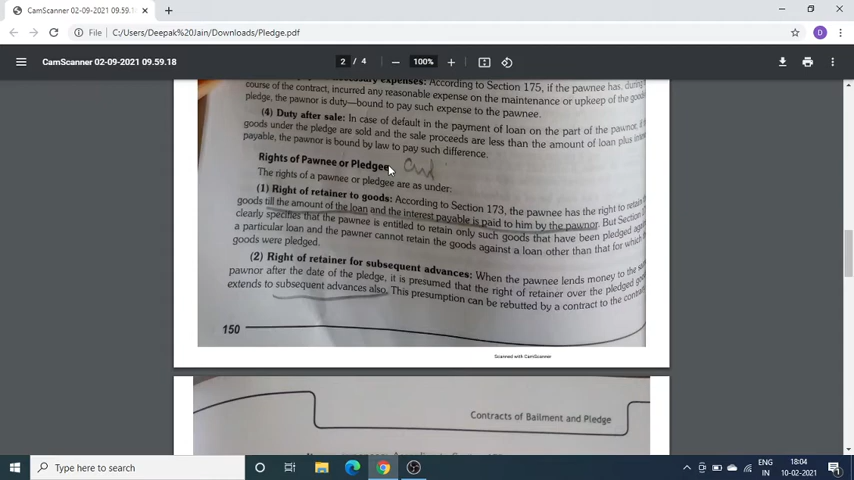 CamScanner 02-09-2021 09.59.1
File
C:/Users/Deepak%20Jain/Downloads/Pledge.pdf
CamScanner 02-09-2021 09.59.18
2 / 4
100%
necessary expenses: According to Section 175, if the pawnee has, during
course of the contract, incurred any reasonable expense on the maintenance or upkeep of the goods
pledge, the pawnor is duty-bound to pay such expense to the pawnee.
(4) Duty after sale: In case of default in the payment of loan on the part of the pawnor, if
goods under the pledge are sold and the sale proceeds are less than the amount of loan plus inte
payable, the pawnor is bound by law to pay such difference.
Rights of Pawnee or Pledgee and
The rights of a pawnee or pledgee are as under:
(1) Right of retainer to goods: According to Section 173, the pawnee has the right to retain
goods till the amount of the loan and the interest payable is paid to him by the pawnor. But Section
clearly specifies that the pawnee is entitled to retain only such goods that have been pledged aga
a particular loan and the pawner cannot retain the goods against a loan other than that for which
goods were pledged.
(2) Right of retainer for subsequent advances: When the pawnee lends money to the sa
pawnor after the date of the pledge, it is presumed that the right of retainer over the pledged go
extends to subsequent advances also. This presumption can be rebutted by a contract to the contra
150
Scanned with CamScanner
Contracts of Bailment and Pledge
Type here to search
ENG
IN
18:04
10-02-2021